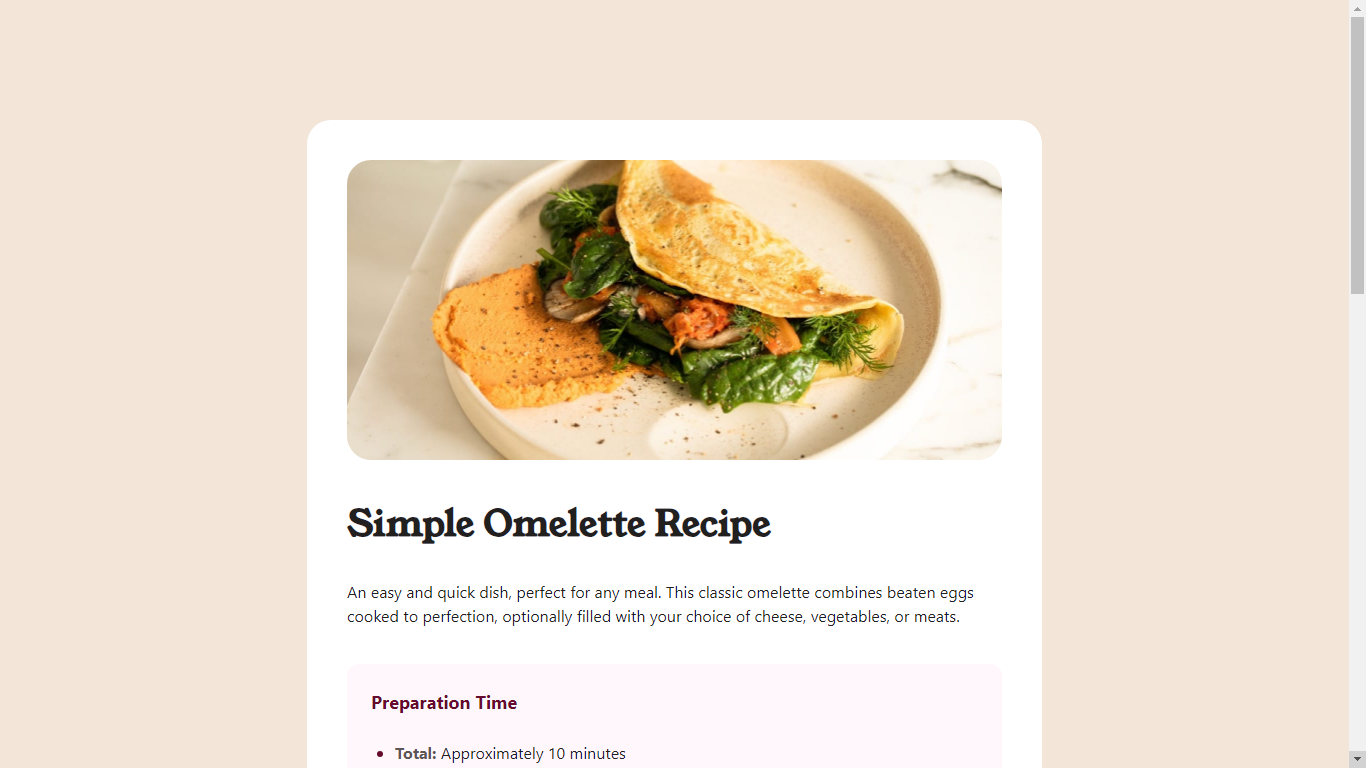 Simple Omelette Recipe
An easy and quick dish, perfect for any meal. This classic omelette combines beaten eggs
cooked to perfection, optionally filled with your choice of cheese, vegetables, or meats.
Preparation Time
Total: Approximately 10 minutes